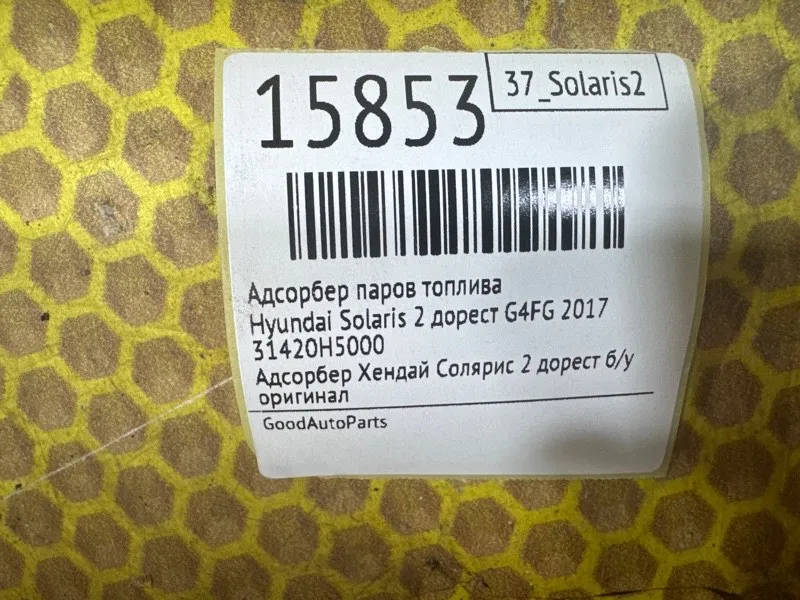 15853
37_Solaris2
Адсорбер паров топлива
Hyundai Solaris 2 дорест G4FG 2017
31420H5000
Адсорбер Хендай Солярис 2 дорест б/у
оригинал
GoodAutoParts